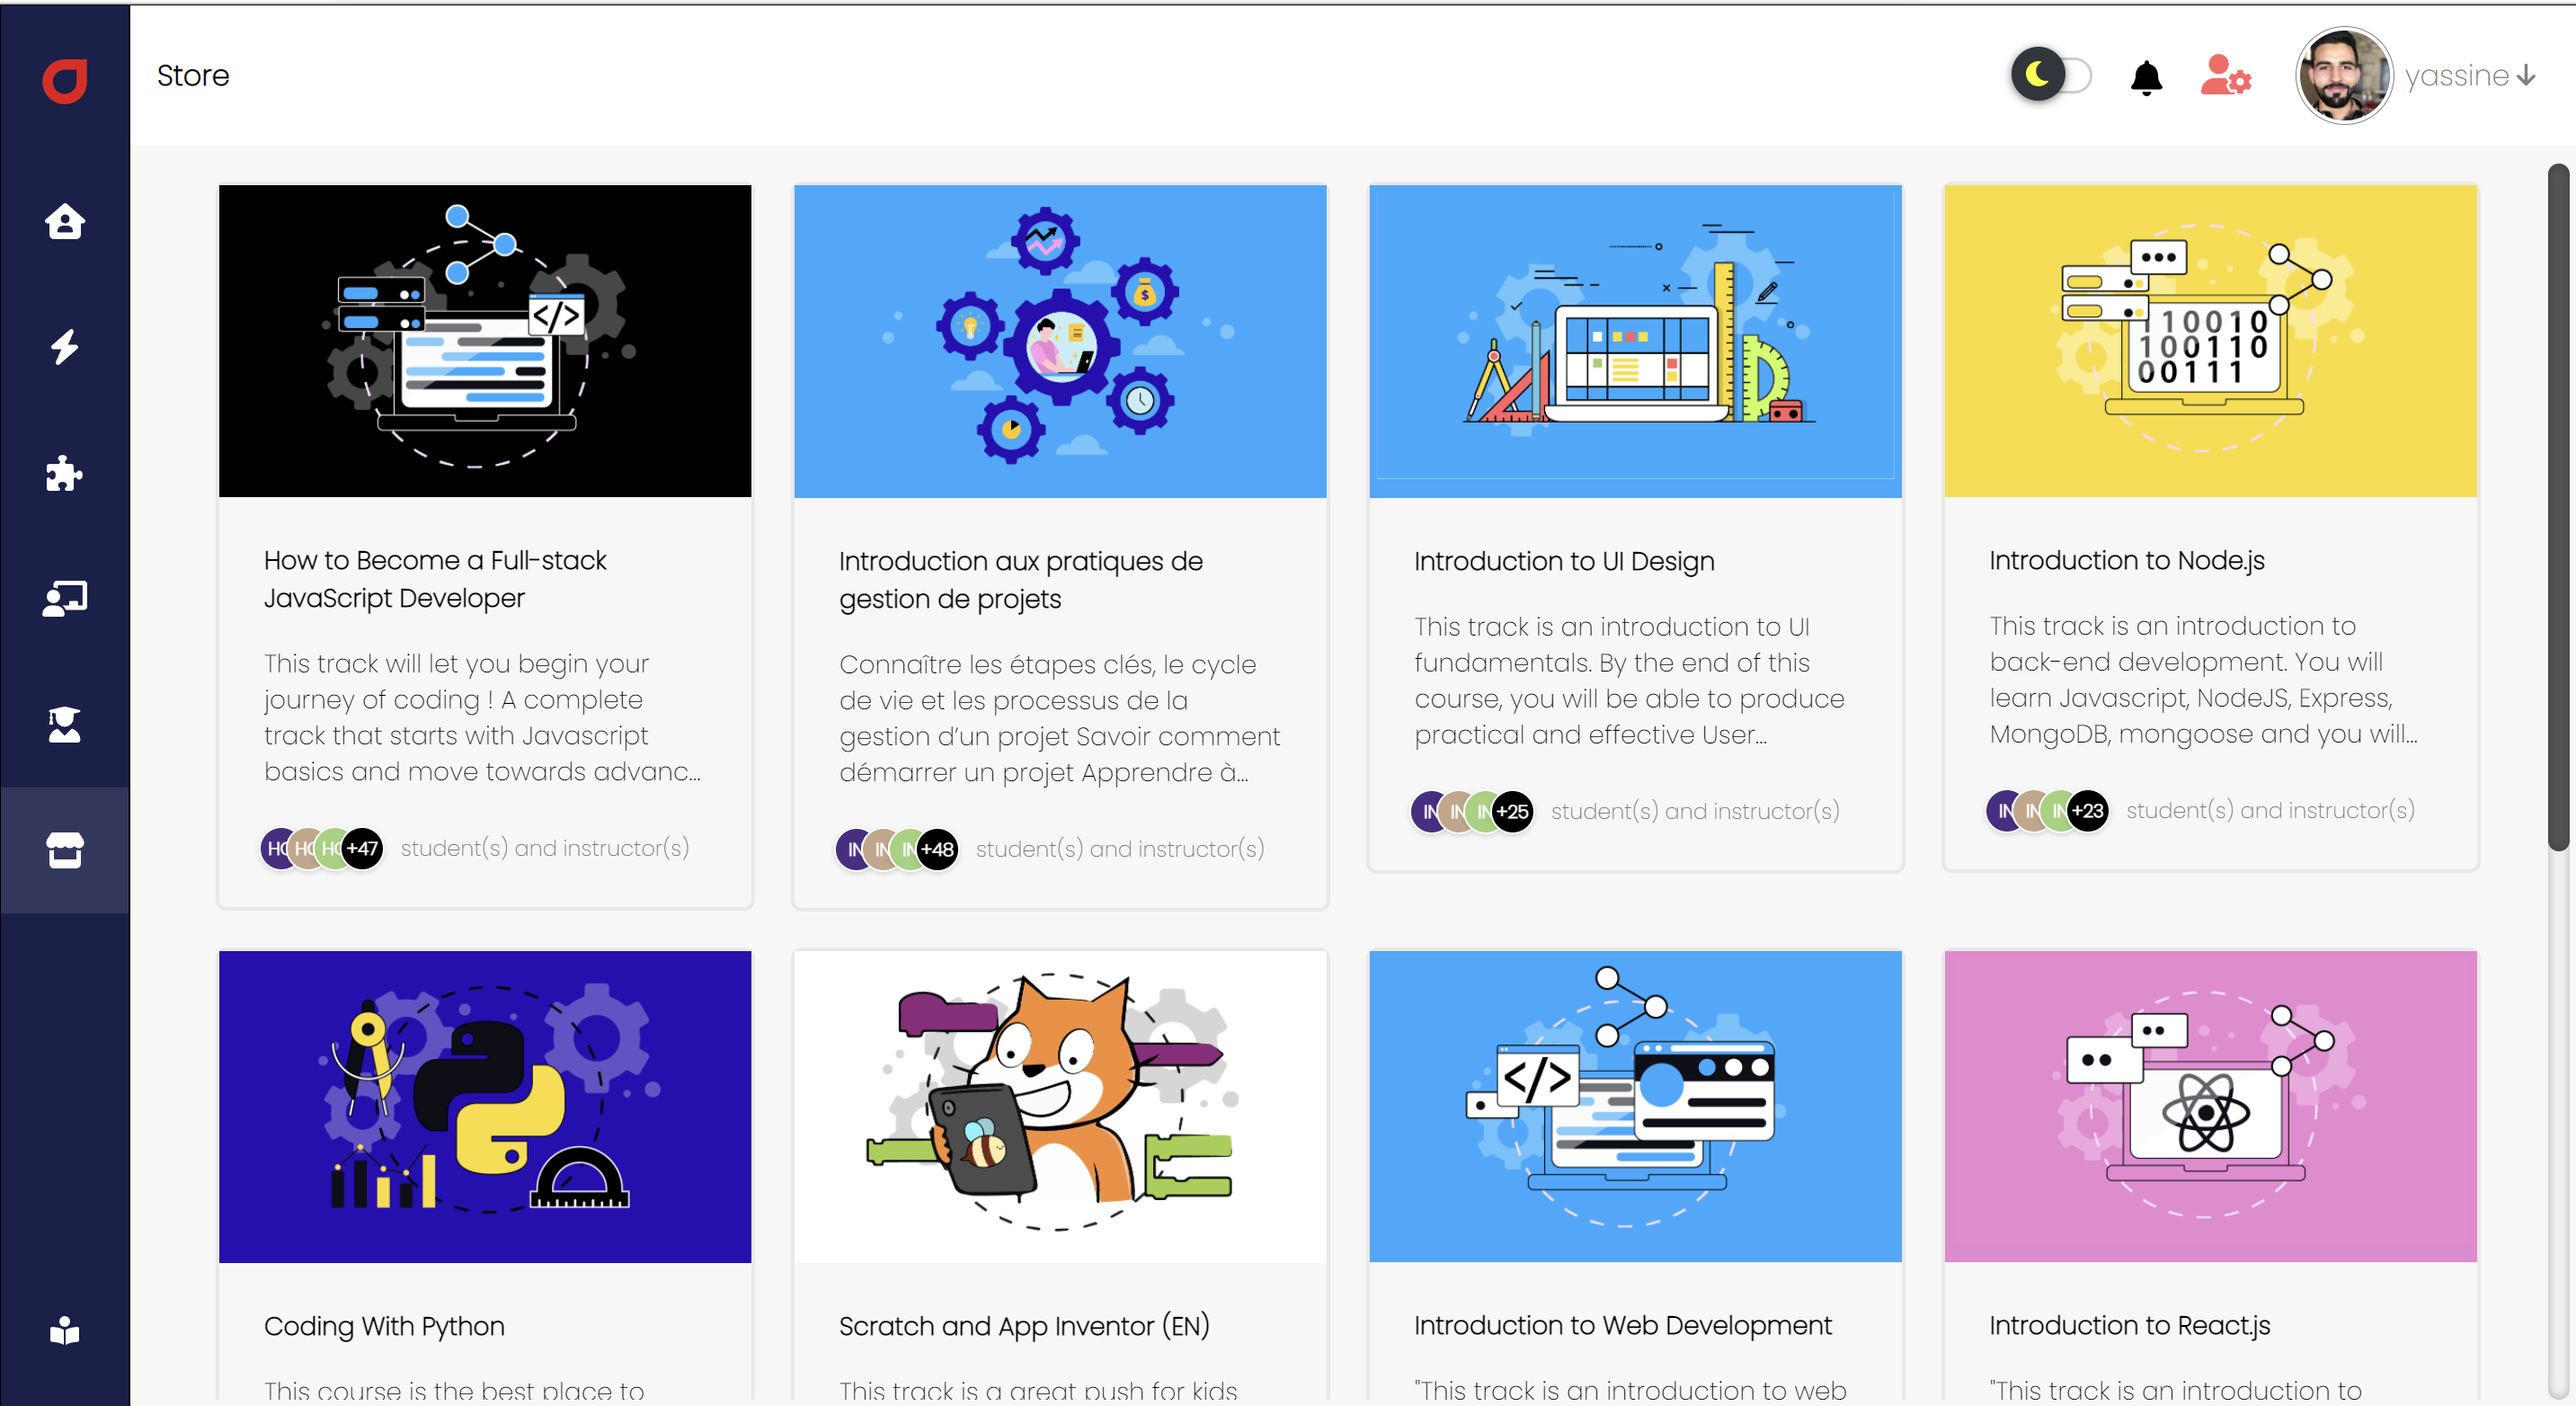 Store
yassine
How to Become a Full-stack
JavaScript Developer
This track will let you begin your
journey of coding ! A complete
track that starts with Javascript
basics and move towards advanc...
HO HO HO +47 student(s) and instructor(s)
Introduction aux pratiques de
gestion de projets
Connaître les étapes clés, le cycle
de vie et les processus de la
gestion d’un projet Savoir comment
démarrer un projet Apprendre à...
IN IN IN +48 student(s) and instructor(s)
Introduction to UI Design
This track is an introduction to UI
fundamentals. By the end of this
course, you will be able to produce
practical and effective User...
IN IN IN +25 student(s) and instructor(s)
110010
100110
00111
Introduction to Node.js
This track is an introduction to
back-end development. You will
learn Javascript, NodeJS, Express,
MongoDB, mongoose and you will...
IN IN IN +23 student(s) and instructor(s)
Coding With Python
This course is the best place to
Scratch and App Inventor (EN)
This track is a great push for kids
</>
Introduction to Web Development
"This track is an introduction to web
Introduction to React.js
"This track is an introduction to